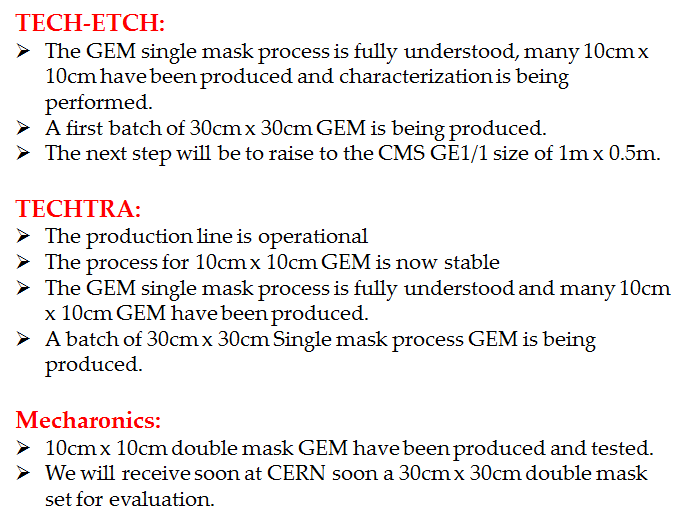 TECH-ETCH:
➢ The GEM single mask process is fully understood, many 10cm x
10cm have been produced and characterization is being
performed.
➢ A first batch of 30cm x 30cm GEM is being produced.
➢ The next step will be to raise to the CMS GE1/1 size of 1m x 0.5m.
TECHTRA:
➢ The production line is operational
➢ The process for 10cm x 10cm GEM is now stable
➢ The GEM single mask process is fully understood and many 10cm
x 10cm GEM have been produced.
➢ A batch of 30cm x 30cm Single mask process GEM is being
produced.
Mecharonics:
➢ 10cm x 10cm double mask GEM have been produced and tested.
➢ We will receive soon at CERN soon a 30cm x 30cm double mask
set for evaluation.